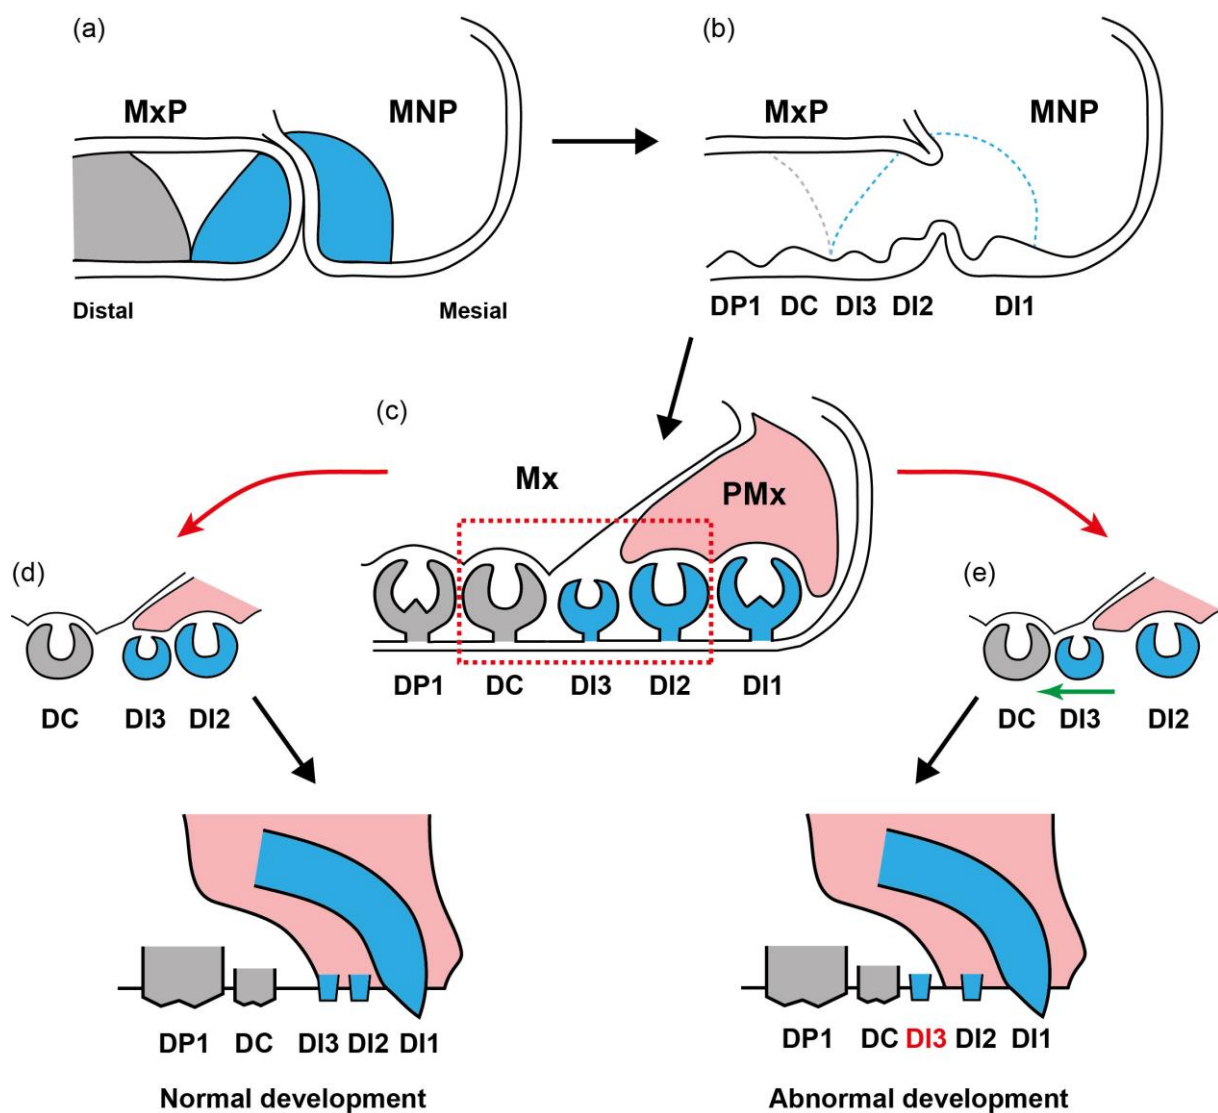 (a)
MxP MNP
Distal Mesial
(b)
MxP MNP
DP1 DC DI3 DI2 DI1
(c)
Mx PMx
DP1 DC DI3 DI2 DI1
(d)
DC DI3 DI2
(e)
DC DI3 DI2
DP1 DC DI3 DI2 DI1
Normal development
DP1 DC DI3 DI2 DI1
Abnormal development